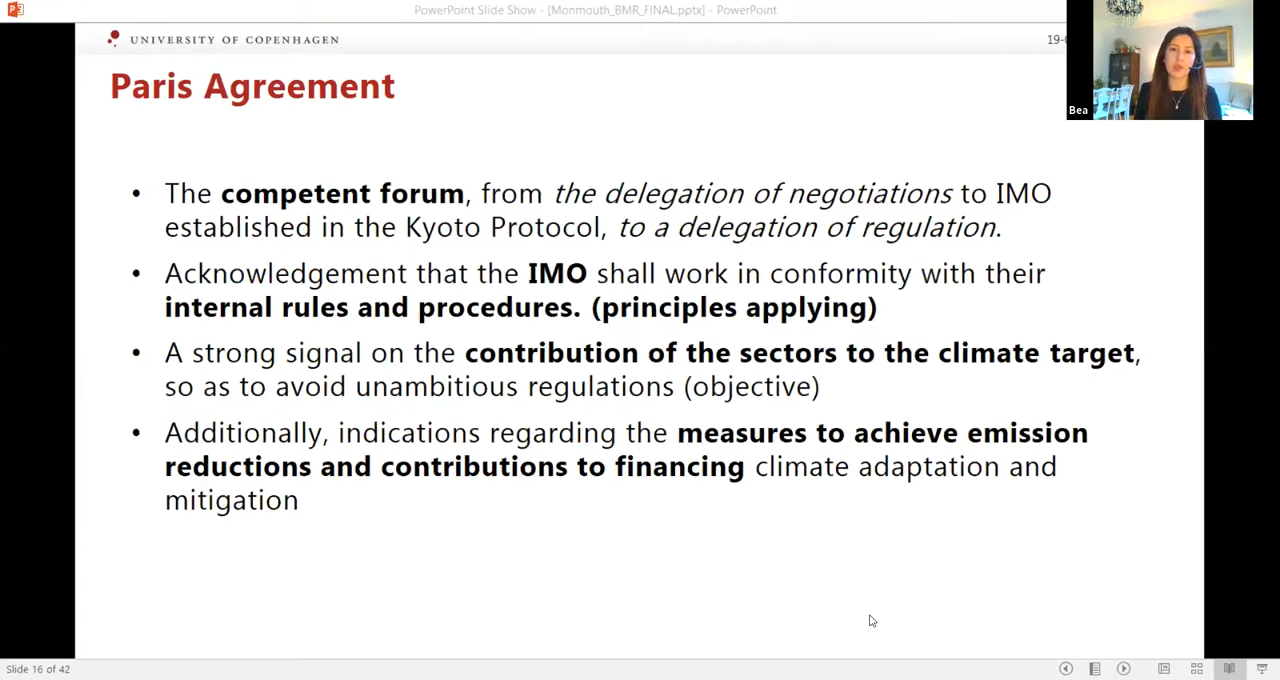 PowerPoint Slide Show - [Monmouth_BMR_FINAL.pptx] - PowerPoint
UNIVERSITY OF COPENHAGEN
19-
Paris Agreement
Bea
• The competent forum, from the delegation of negotiations to IMO
established in the Kyoto Protocol, to a delegation of regulation.
• Acknowledgement that the IMO shall work in conformity with their
internal rules and procedures. (principles applying)
• A strong signal on the contribution of the sectors to the climate target,
so as to avoid unambitious regulations (objective)
• Additionally, indications regarding the measures to achieve emission
reductions and contributions to financing climate adaptation and
mitigation
Slide 16 of 42